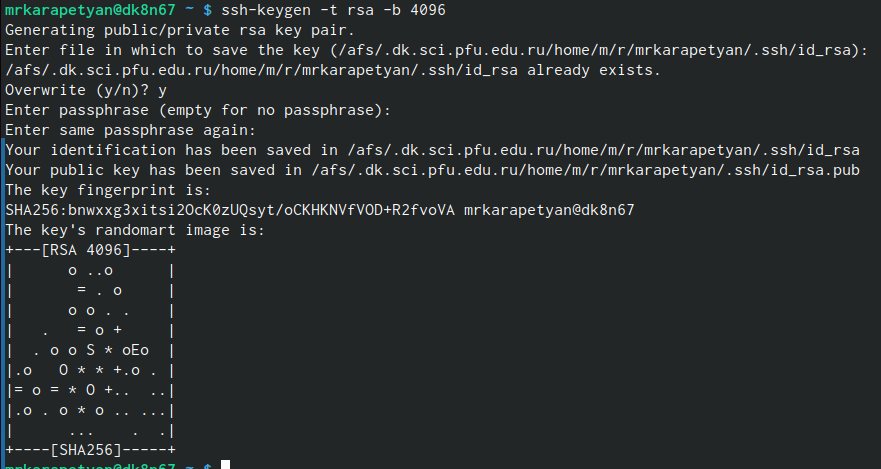 mrkarapetyan@dk8n67 ~ $ ssh-keygen -t rsa -b 4096
Generating public/private rsa key pair.
Enter file in which to save the key (/afs/.dk.sci.pfu.edu.ru/home/m/r/mrkarapetyan/.ssh/id_rsa):
/afs/.dk.sci.pfu.edu.ru/home/m/r/mrkarapetyan/.ssh/id_rsa already exists.
Overwrite (y/n)? y
Enter passphrase (empty for no passphrase):
Enter same passphrase again:
Your identification has been saved in /afs/.dk.sci.pfu.edu.ru/home/m/r/mrkarapetyan/.ssh/id_rsa
Your public key has been saved in /afs/.dk.sci.pfu.edu.ru/home/m/r/mrkarapetyan/.ssh/id_rsa.pub
The key fingerprint is:
SHA256:bnwxxg3xitsi2OcK0zUQsyt/oCKHKNVfVOD+R2fvoVA mrkarapetyan@dk8n67
The key's randomart image is:
+---[RSA 4096]----+
|      o ..o      |
|       = . o     |
|      o o . .    |
|   .   = o +     |
|  . o o S * oEo  |
|.o   O * * +.o . |
|= o = * O +..  ..|
|.o . o * o .. ...|
|      ...    .  .|
+----[SHA256]-----+
mrkarapetyan@dk8n67 ~ $